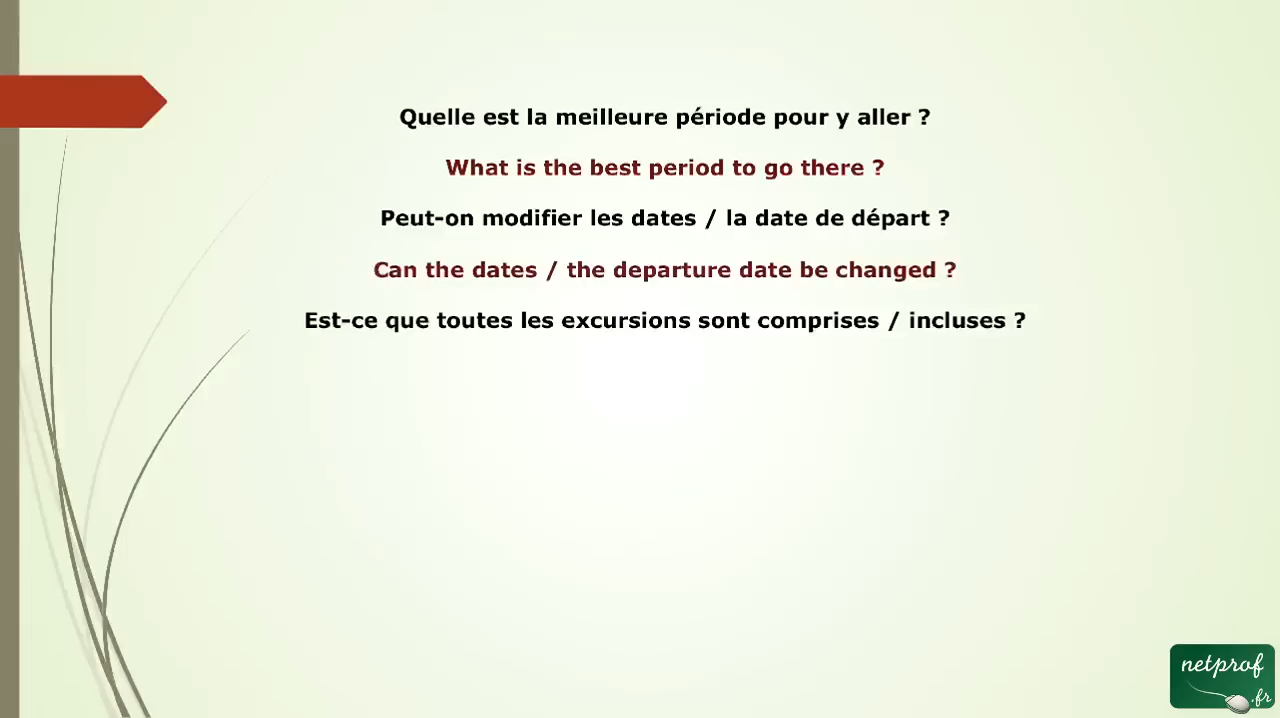 Quelle est la meilleure période pour y aller ?
What is the best period to go there ?
Peut-on modifier les dates / la date de départ ?
Can the dates / the departure date be changed ?
Est-ce que toutes les excursions sont comprises / incluses ?
netprof
.fr